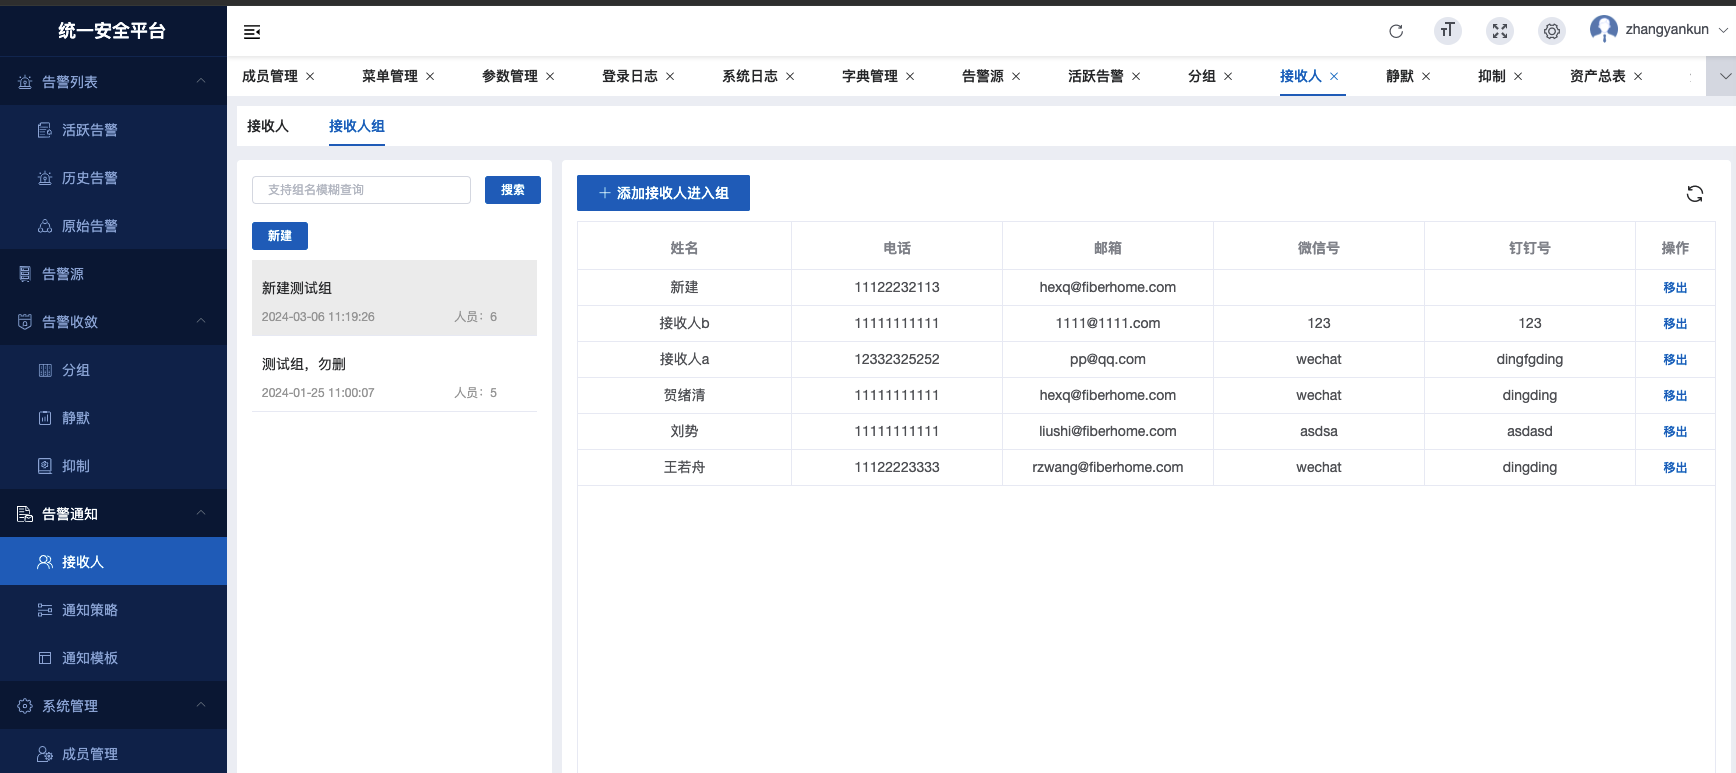 统一安全平台
zhangyankun
告警列表
活跃告警
历史告警
原始告警
告警源
告警收敛
分组
静默
抑制
告警通知
接收人
通知策略
通知模板
系统管理
成员管理
成员管理 菜单管理 参数管理 登录日志 系统日志 字典管理 告警源 活跃告警 分组 接收人 静默 抑制 资产总表
接收人 接收人组
支持组名模糊查询 搜索
新建
新建测试组
2024-03-06 11:19:26 人员：6
测试组，勿删
2024-01-25 11:00:07 人员：5
添加接收人进入组
姓名 电话 邮箱 微信号 钉钉号 操作
新建 11122232113 hexq@fiberhome.com 移出
接收人b 11111111111 1111@1111.com 123 123 移出
接收人a 12332325252 pp@qq.com wechat dingfgding 移出
贺绪清 11111111111 hexq@fiberhome.com wechat dingding 移出
刘势 11111111111 liushi@fiberhome.com asdsa asdasd 移出
王若舟 11122223333 rzwang@fiberhome.com wechat dingding 移出